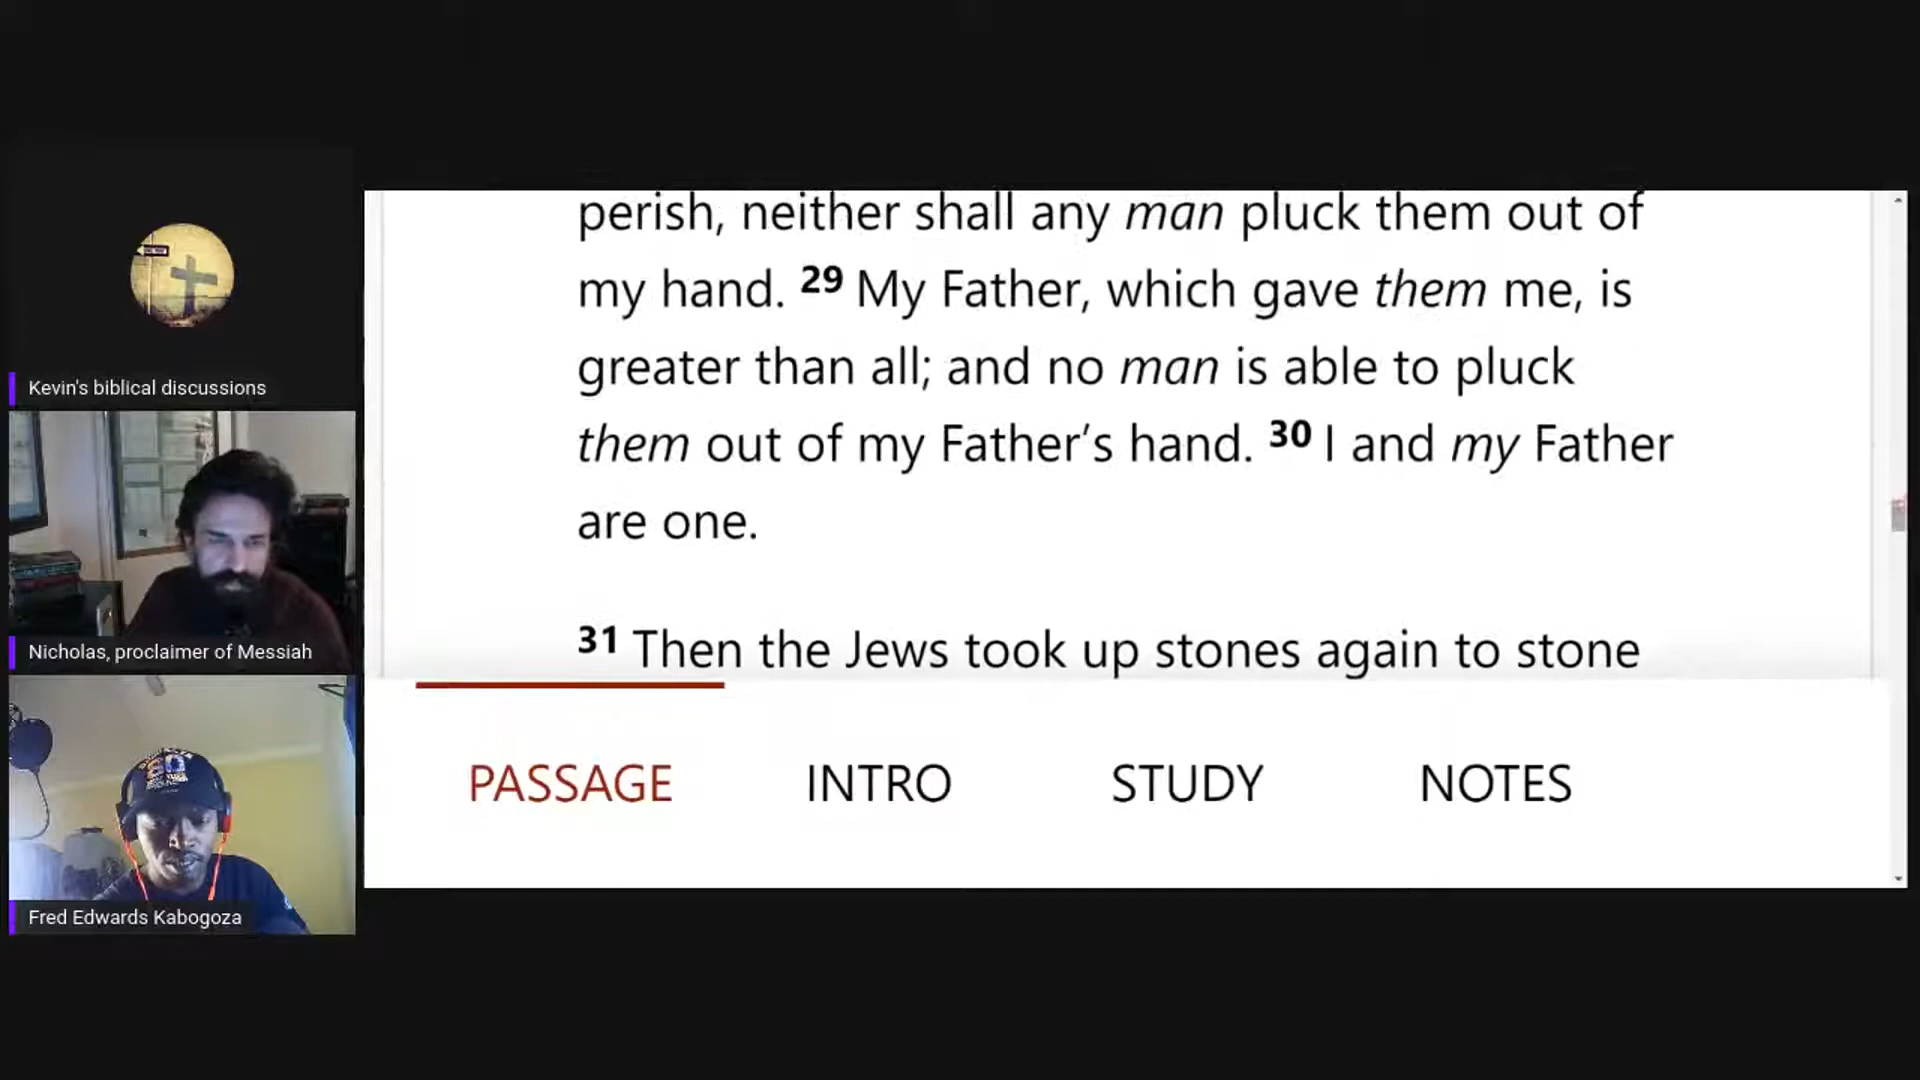 Kevin's biblical discussions
Nicholas, proclaimer of Messiah
Fred Edwards Kabogoza
perish, neither shall any man pluck them out of
my hand. 29 My Father, which gave them me, is
greater than all; and no man is able to pluck
them out of my Father’s hand. 30 I and my Father
are one.
31 Then the Jews took up stones again to stone
PASSAGE INTRO STUDY NOTES